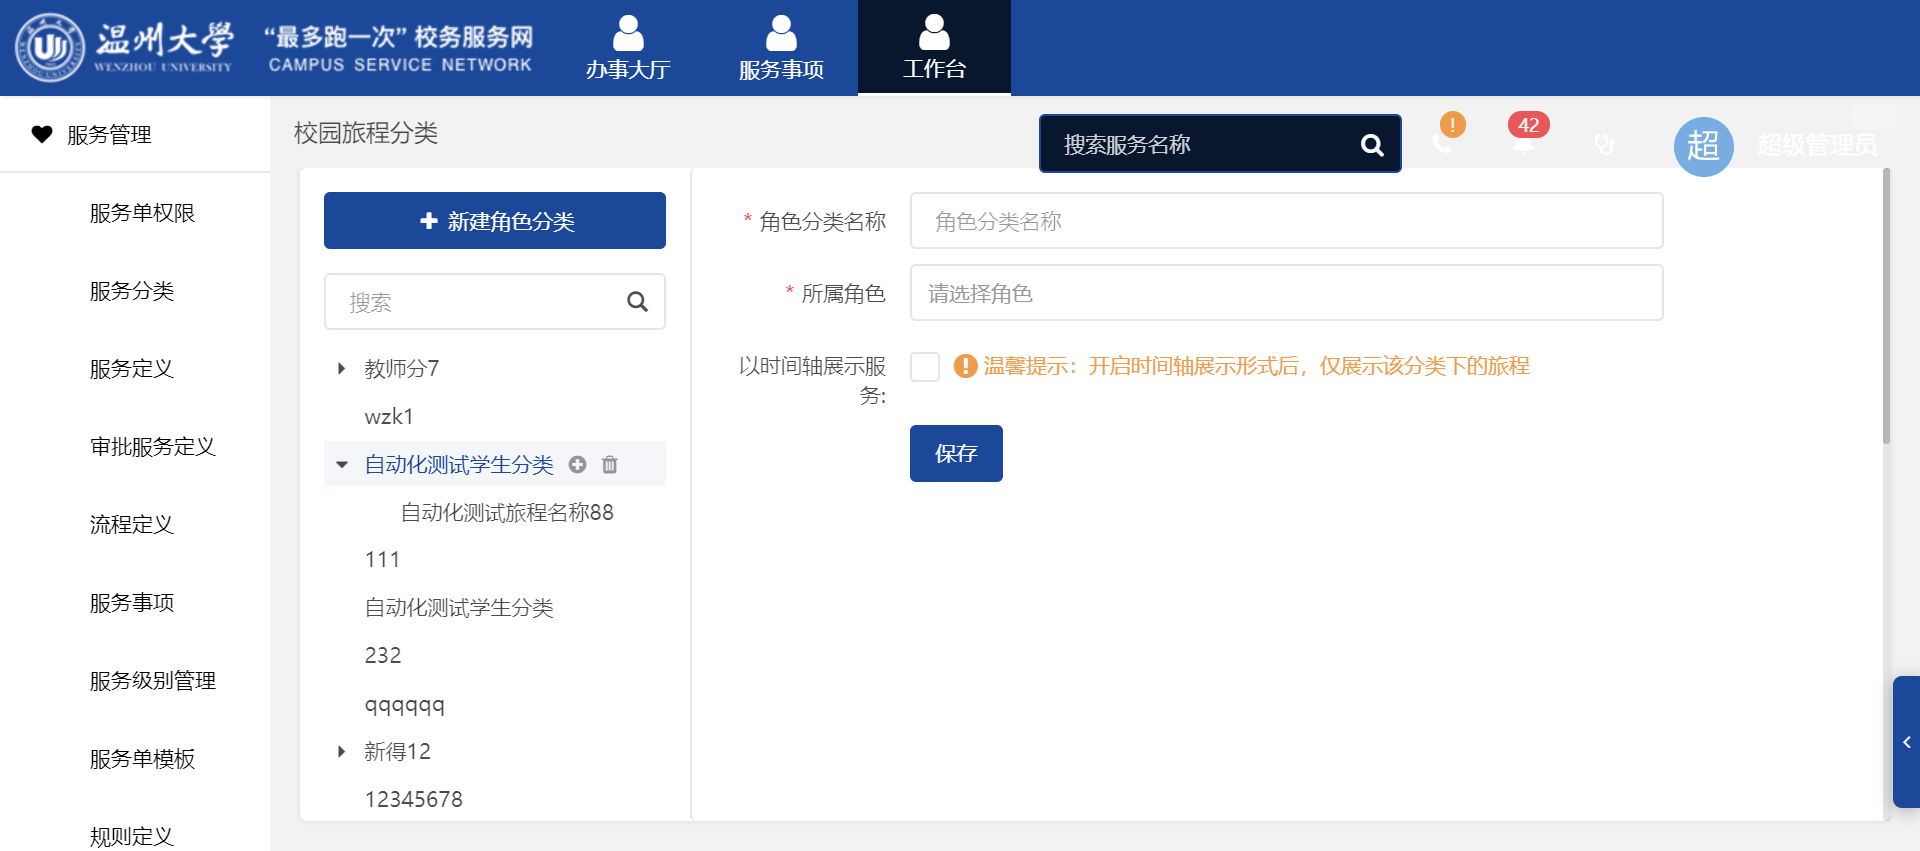 温州大学
WENZHOU UNIVERSITY
“最多跑一次” 校务服务网
CAMPUS SERVICE NETWORK
办事大厅
服务事项
工作台
服务管理
服务单权限
服务分类
服务定义
审批服务定义
流程定义
服务事项
服务级别管理
服务单模板
规则定义
校园旅程分类
搜索服务名称
42
超
超级管理员
新建角色分类
搜索
教师分7
wzk1
自动化测试学生分类
自动化测试旅程名称88
111
自动化测试学生分类
232
qqqqqq
新得12
12345678
* 角色分类名称
角色分类名称
* 所属角色
请选择角色
以时间轴展示服
务:
温馨提示：开启时间轴展示形式后，仅展示该分类下的旅程
保存